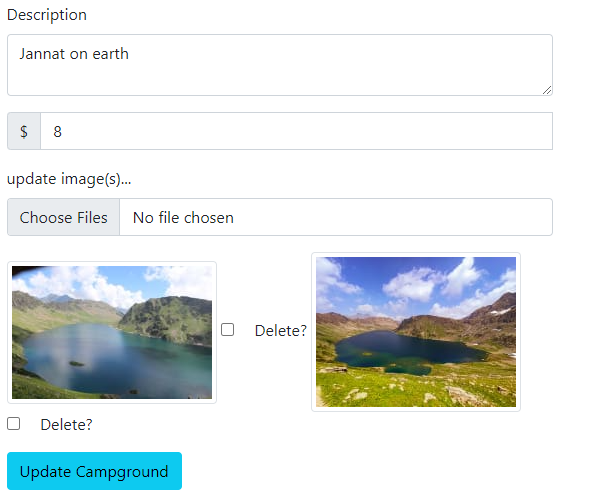 Description
Jannat on earth
$ 8
update image(s)...
Choose Files No file chosen
Delete?
Delete?
Update Campground